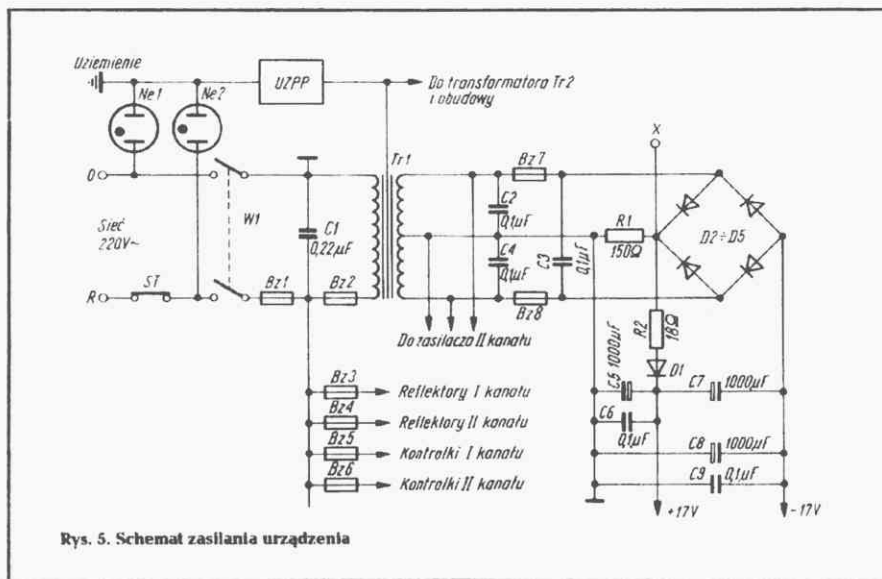 Uziemienie
Ne1
Ne2
UZPP
Do transformatora Tr2
i obudowy
Tr1
X
O
W1
Sieć
220V~
C1
0,22µF
R
ST
Bz1
Bz2
Bz7
C2
0,1µF
C4
0,1µF
C3
0,1µF
Bz8
R1
150Ω
D2÷D5
Do zasilacza II kanału
R2
18Ω
D1
C5 1000µF
C7
1000µF
C6
0,1µF
C8
1000µF
C9
0,1µF
Bz3
Reflektory I kanału
Bz4
Reflektory II kanału
Bz5
Kontrolki I kanału
Bz6
Kontrolki II kanału
+17V
-17V
Rys. 5. Schemat zasilania urządzenia